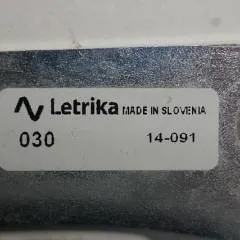 Letrika MADE IN SLOVENIA
030 14-091